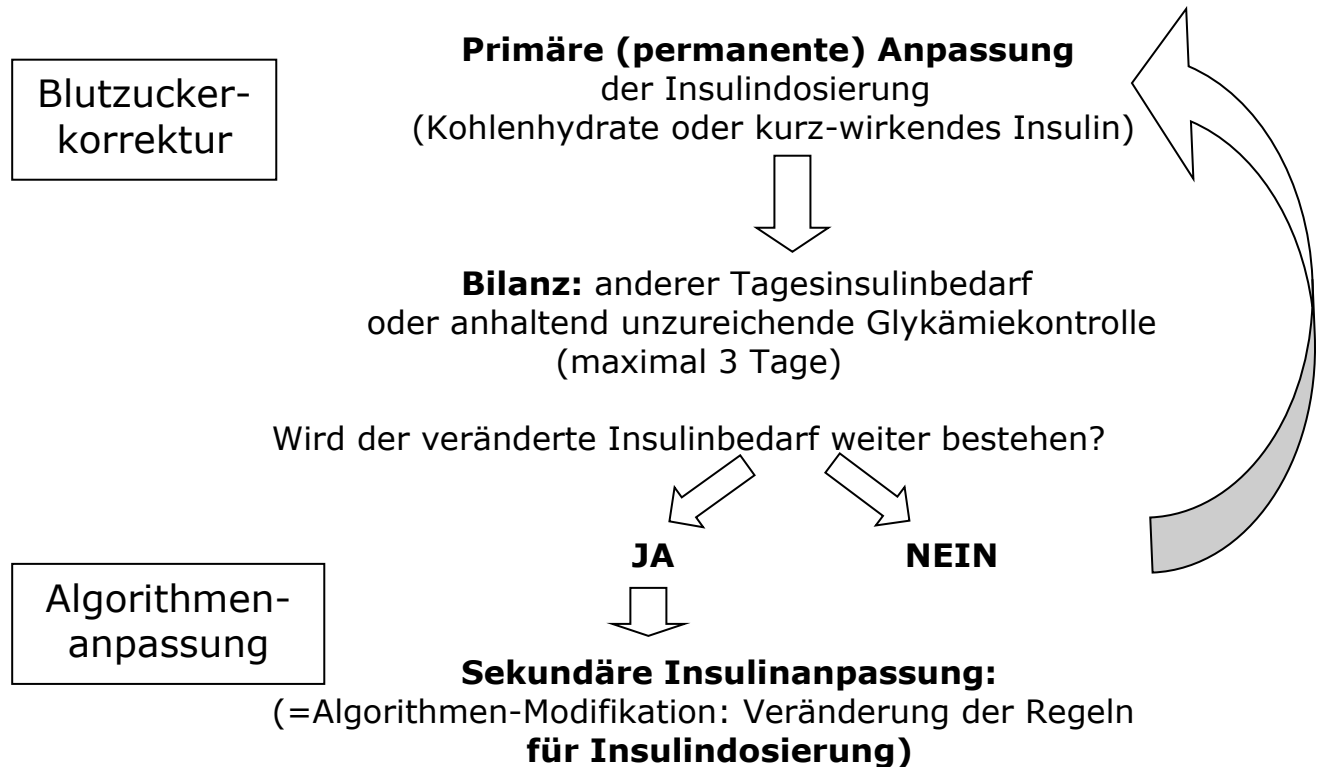 Primäre (permanente) Anpassung
der Insulindosierung
(Kohlenhydrate oder kurz-wirkendes Insulin)
Blutzucker-
korrektur
Bilanz: anderer Tagesinsulinbedarf
oder anhaltend unzureichende Glykämiekontrolle
(maximal 3 Tage)
Wird der veränderte Insulinbedarf weiter bestehen?
JA NEIN
Algorithmen-
anpassung
Sekundäre Insulinanpassung:
(=Algorithmen-Modifikation: Veränderung der Regeln
für Insulindosierung)